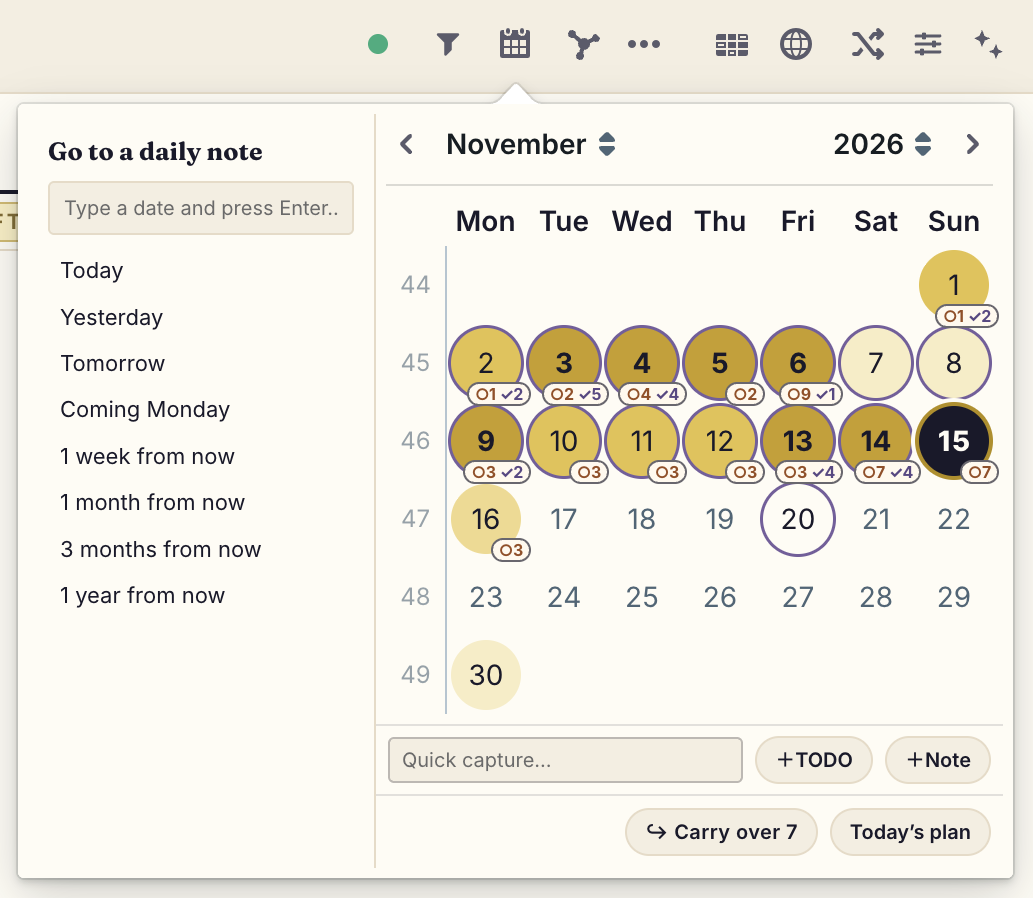 Go to a daily note
Type a date and press Enter..
Today
Yesterday
Tomorrow
Coming Monday
1 week from now
1 month from now
3 months from now
1 year from now
November 2026
Mon Tue Wed Thu Fri Sat Sun
44 1
O1 ✓2
45 2 3 4 5 6 7 8
O1 ✓2 O2 ✓5 O4 ✓4 O2 O9 ✓1
46 9 10 11 12 13 14 15
O3 ✓2 O3 O3 O3 O3 ✓4 O7 ✓4 O7
47 16 17 18 19 20 21 22
O3
48 23 24 25 26 27 28 29
49 30
Quick capture... +TODO +Note
↪ Carry over 7 Today’s plan